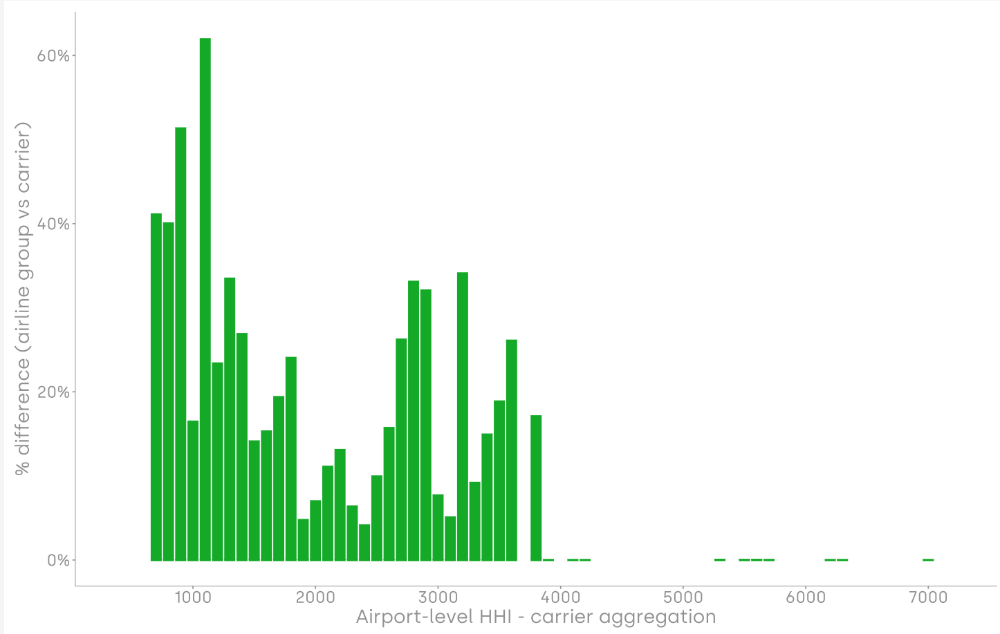 % difference (airline group vs carrier)
60%
40%
20%
0%
1000 2000 3000 4000 5000 6000 7000
Airport-level HHI - carrier aggregation